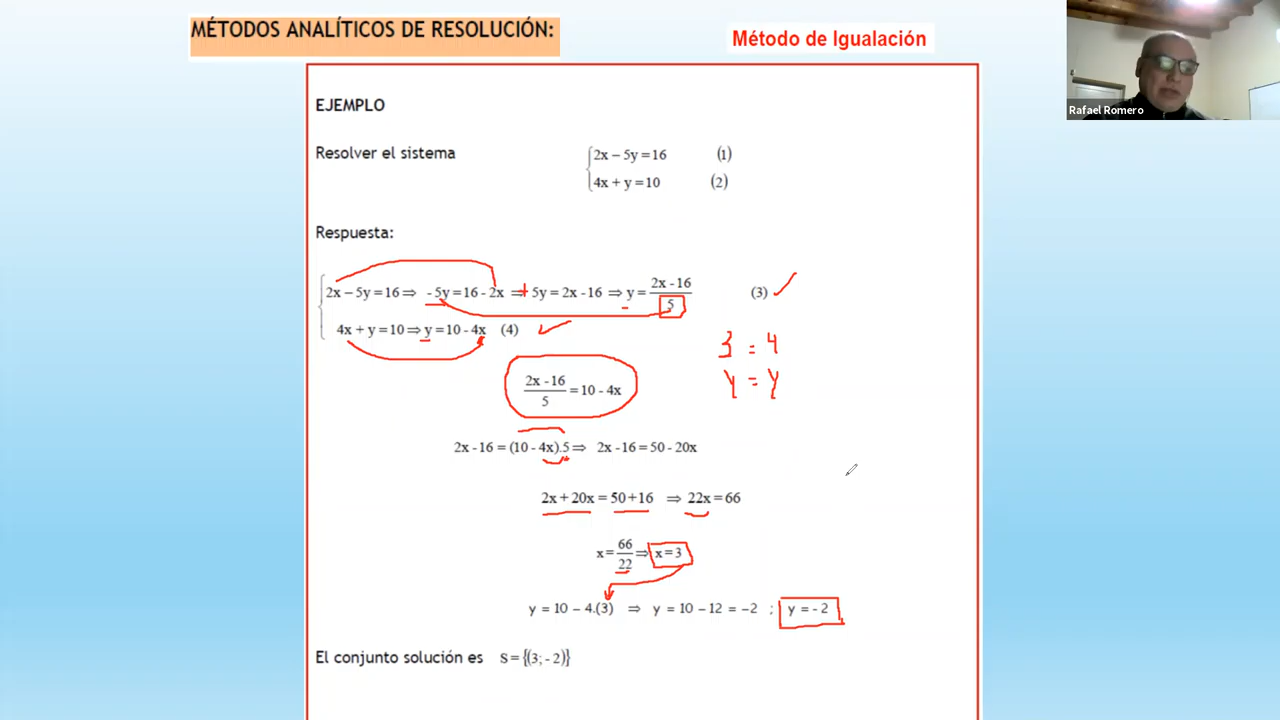 MÉTODOS ANALÍTICOS DE RESOLUCIÓN:
Método de Igualación
Rafael Romero
EJEMPLO
Resolver el sistema
2x – 5y = 16 (1)
4x + y = 10 (2)
Respuesta:
2x – 5y = 16 ⇒ - 5y = 16 - 2x ⇒ + 5y = 2x - 16 ⇒ y = (2x - 16)/5 (3) ✓
4x + y = 10 ⇒ y = 10 - 4x (4) ✓
3 = 4
y = y
(2x - 16)/5 = 10 - 4x
2x - 16 = (10 - 4x).5 ⇒ 2x - 16 = 50 - 20x
2x + 20x = 50 + 16 ⇒ 22x = 66
x = 66/22 ⇒ x = 3
y = 10 – 4.(3) ⇒ y = 10 – 12 = –2 ; y = - 2
El conjunto solución es S = {(3; - 2)}